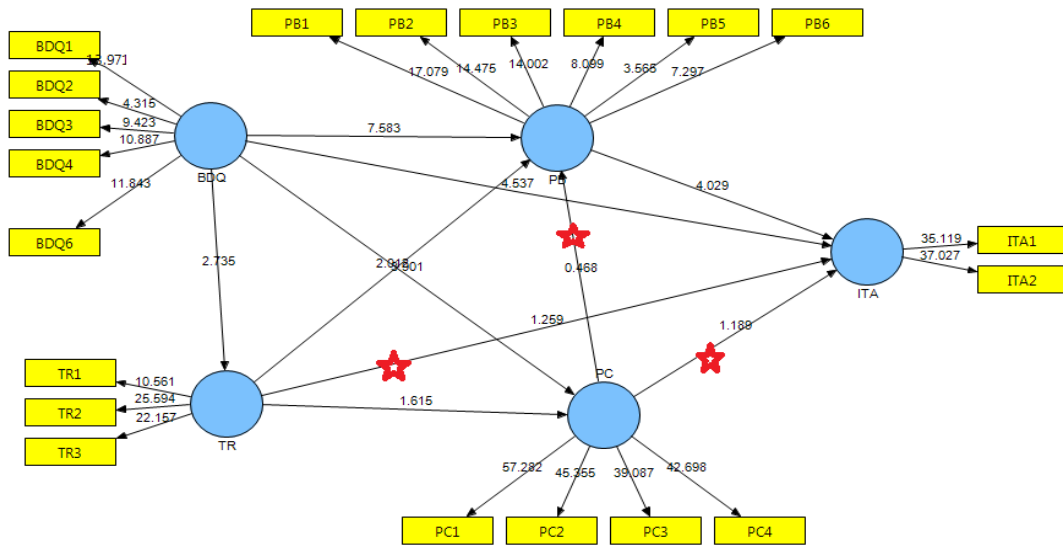 PB1
PB2
PB3
PB4
PB5
PB6
BDQ1
BDQ2
BDQ3
BDQ4
BDQ6
13.971
4.315
9.423
10.887
11.843
17.079
14.475
14.002
8.099
3.565
7.297
BDQ
7.583
PB
4.537
4.029
2.735
0.468
35.119
37.027
ITA1
ITA2
ITA
1.259
1.189
TR1
TR2
TR3
10.561
25.594
22.157
TR
1.615
PC
57.282
45.355
39.087
42.698
PC1
PC2
PC3
PC4